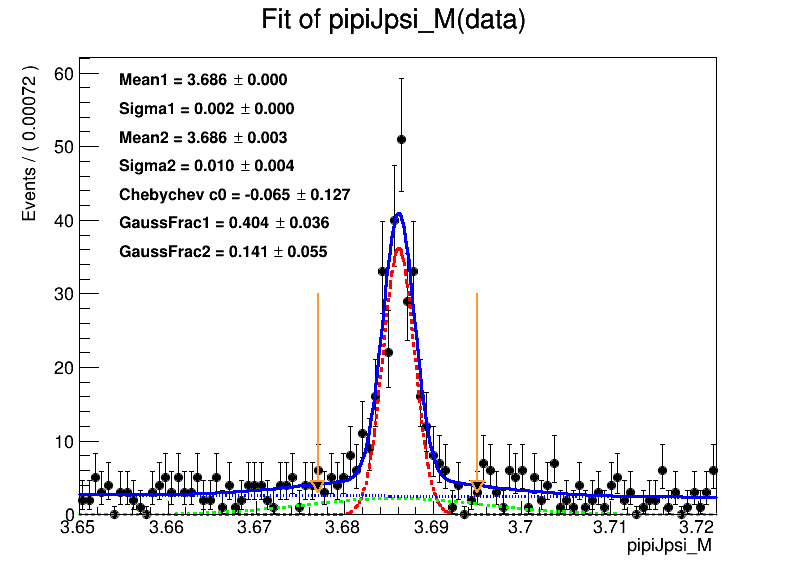 Fit of pipiJpsi_M(data)
Events / ( 0.00072 )
60
50
40
30
20
10
0
Mean1 = 3.686 ± 0.000
Sigma1 = 0.002 ± 0.000
Mean2 = 3.686 ± 0.003
Sigma2 = 0.010 ± 0.004
Chebychev c0 = -0.065 ± 0.127
GaussFrac1 = 0.404 ± 0.036
GaussFrac2 = 0.141 ± 0.055
3.65 3.66 3.67 3.68 3.69 3.7 3.71 3.72
pipiJpsi_M